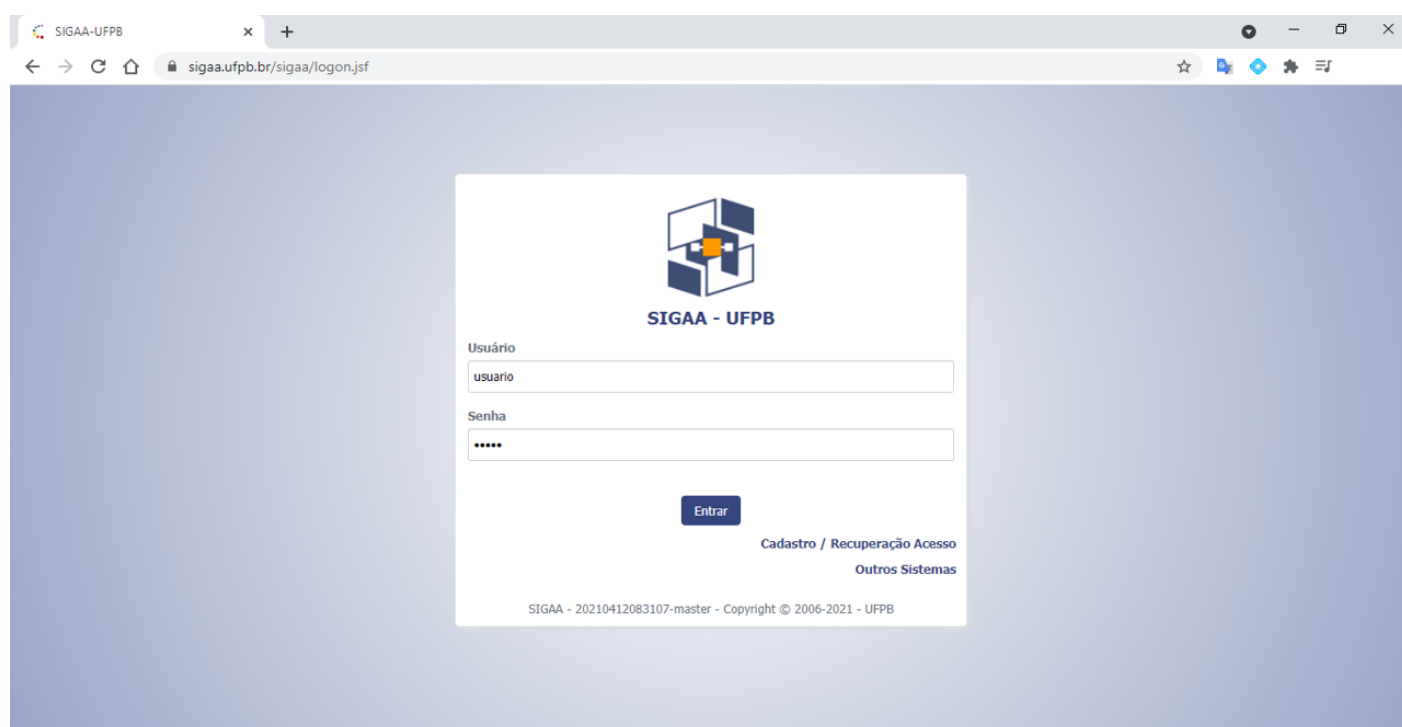 SIGAA-UFPB
sigaa.ufpb.br/sigaa/logon.jsf
SIGAA - UFPB
Usuário
usuario
Senha
•••••
Entrar
Cadastro / Recuperação Acesso
Outros Sistemas
SIGAA - 20210412083107-master - Copyright © 2006-2021 - UFPB